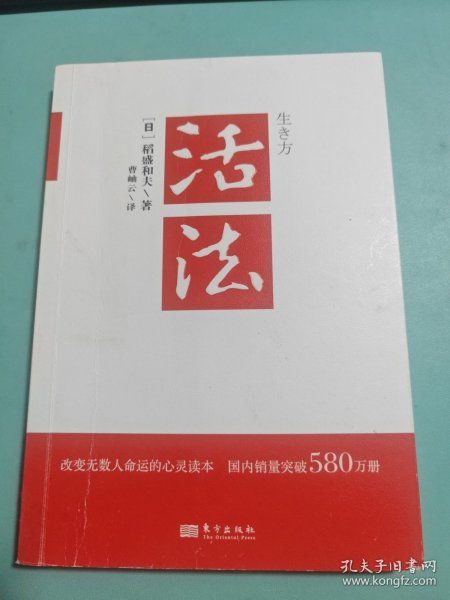 生き方
活
法
［日］稻盛和夫\著
曹岫云\译
改变无数人命运的心灵读本 国内销量突破580万册
东方出版社
The Oriental Press
孔夫子旧书网
www.kongfz.com